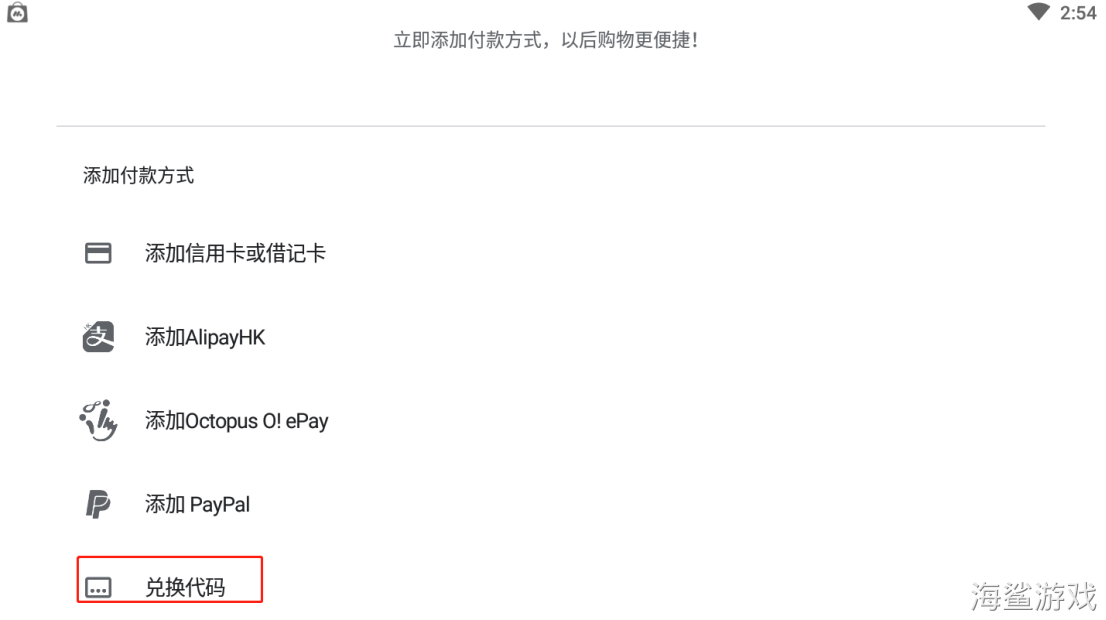 2:54
立即添加付款方式，以后购物更便捷！
添加付款方式
添加信用卡或借记卡
添加AlipayHK
添加Octopus O! ePay
添加 PayPal
兑换代码
海鲨游戏